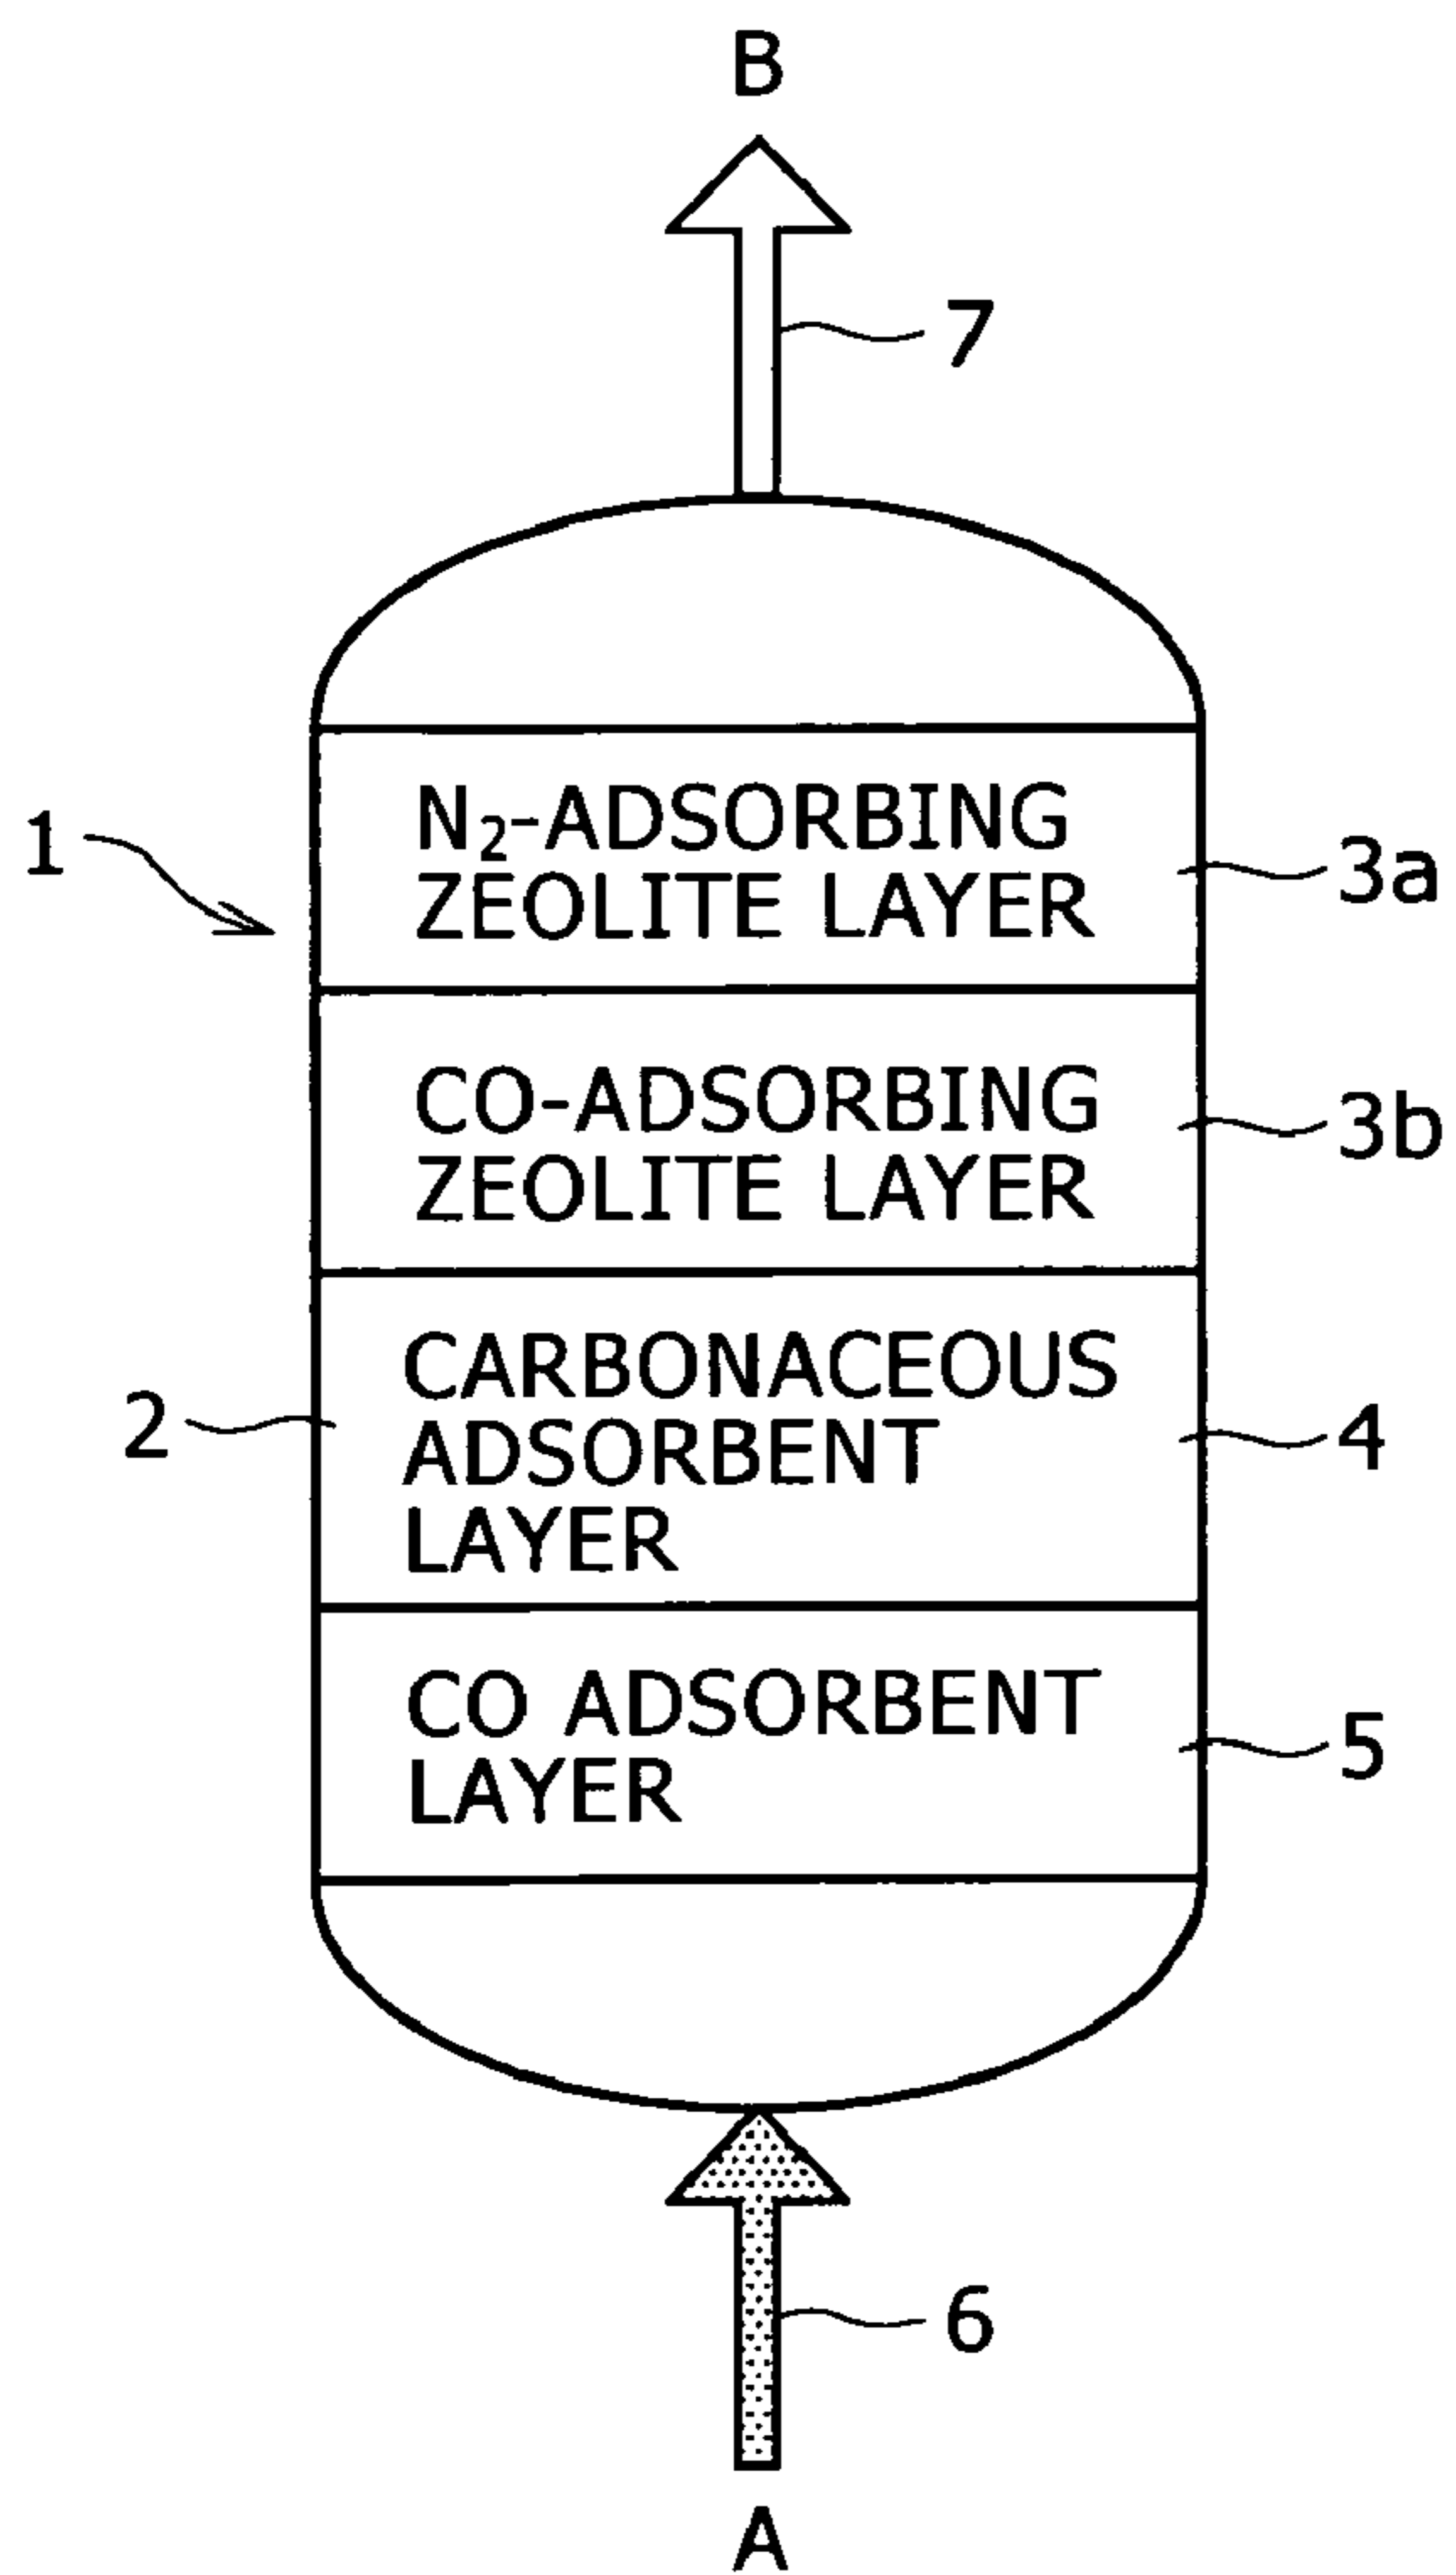 B
7
1
N₂-ADSORBING
ZEOLITE LAYER
3a
CO-ADSORBING
ZEOLITE LAYER
3b
2
CARBONACEOUS
ADSORBENT
LAYER
4
CO ADSORBENT
LAYER
5
6
A